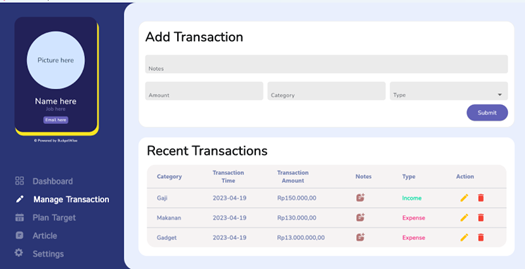 Picture here
Name here
Job here
Email here
© Powered by BudgetWise
Dashboard
Manage Transaction
Plan Target
Article
Settings
Add Transaction
Notes
Amount
Category
Type
Submit
Recent Transactions
Category Transaction Time Transaction Amount Notes Type Action
Gaji 2023-04-19 Rp150.000,00 Income
Makanan 2023-04-19 Rp130.000,00 Expense
Gadget 2023-04-19 Rp13.000.000,00 Expense